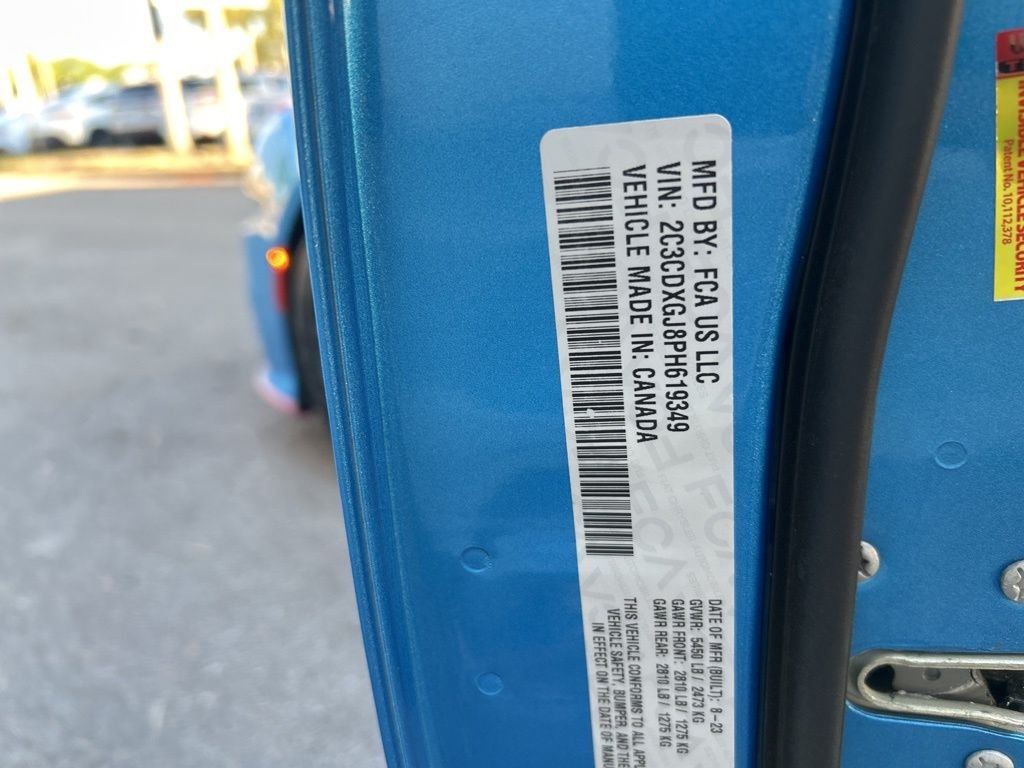 MFD BY: FCA US LLC
VIN: 2C3CDXGJ8PH619349
VEHICLE MADE IN: CANADA
DATE OF MFR (BUILT): 8-23
GVWR: 5450 LB / 2473 KG
GAWR FRONT: 2810 LB / 1275 KG
GAWR REAR: 2810 LB / 1275 KG
THIS VEHICLE CONFORMS TO ALL APPL
VEHICLE SAFETY, BUMPER, AND THE
IN EFFECT ON THE DATE OF MANU
INVISIBLE VEHICLE SECURITY
Patent No. 10,112,378